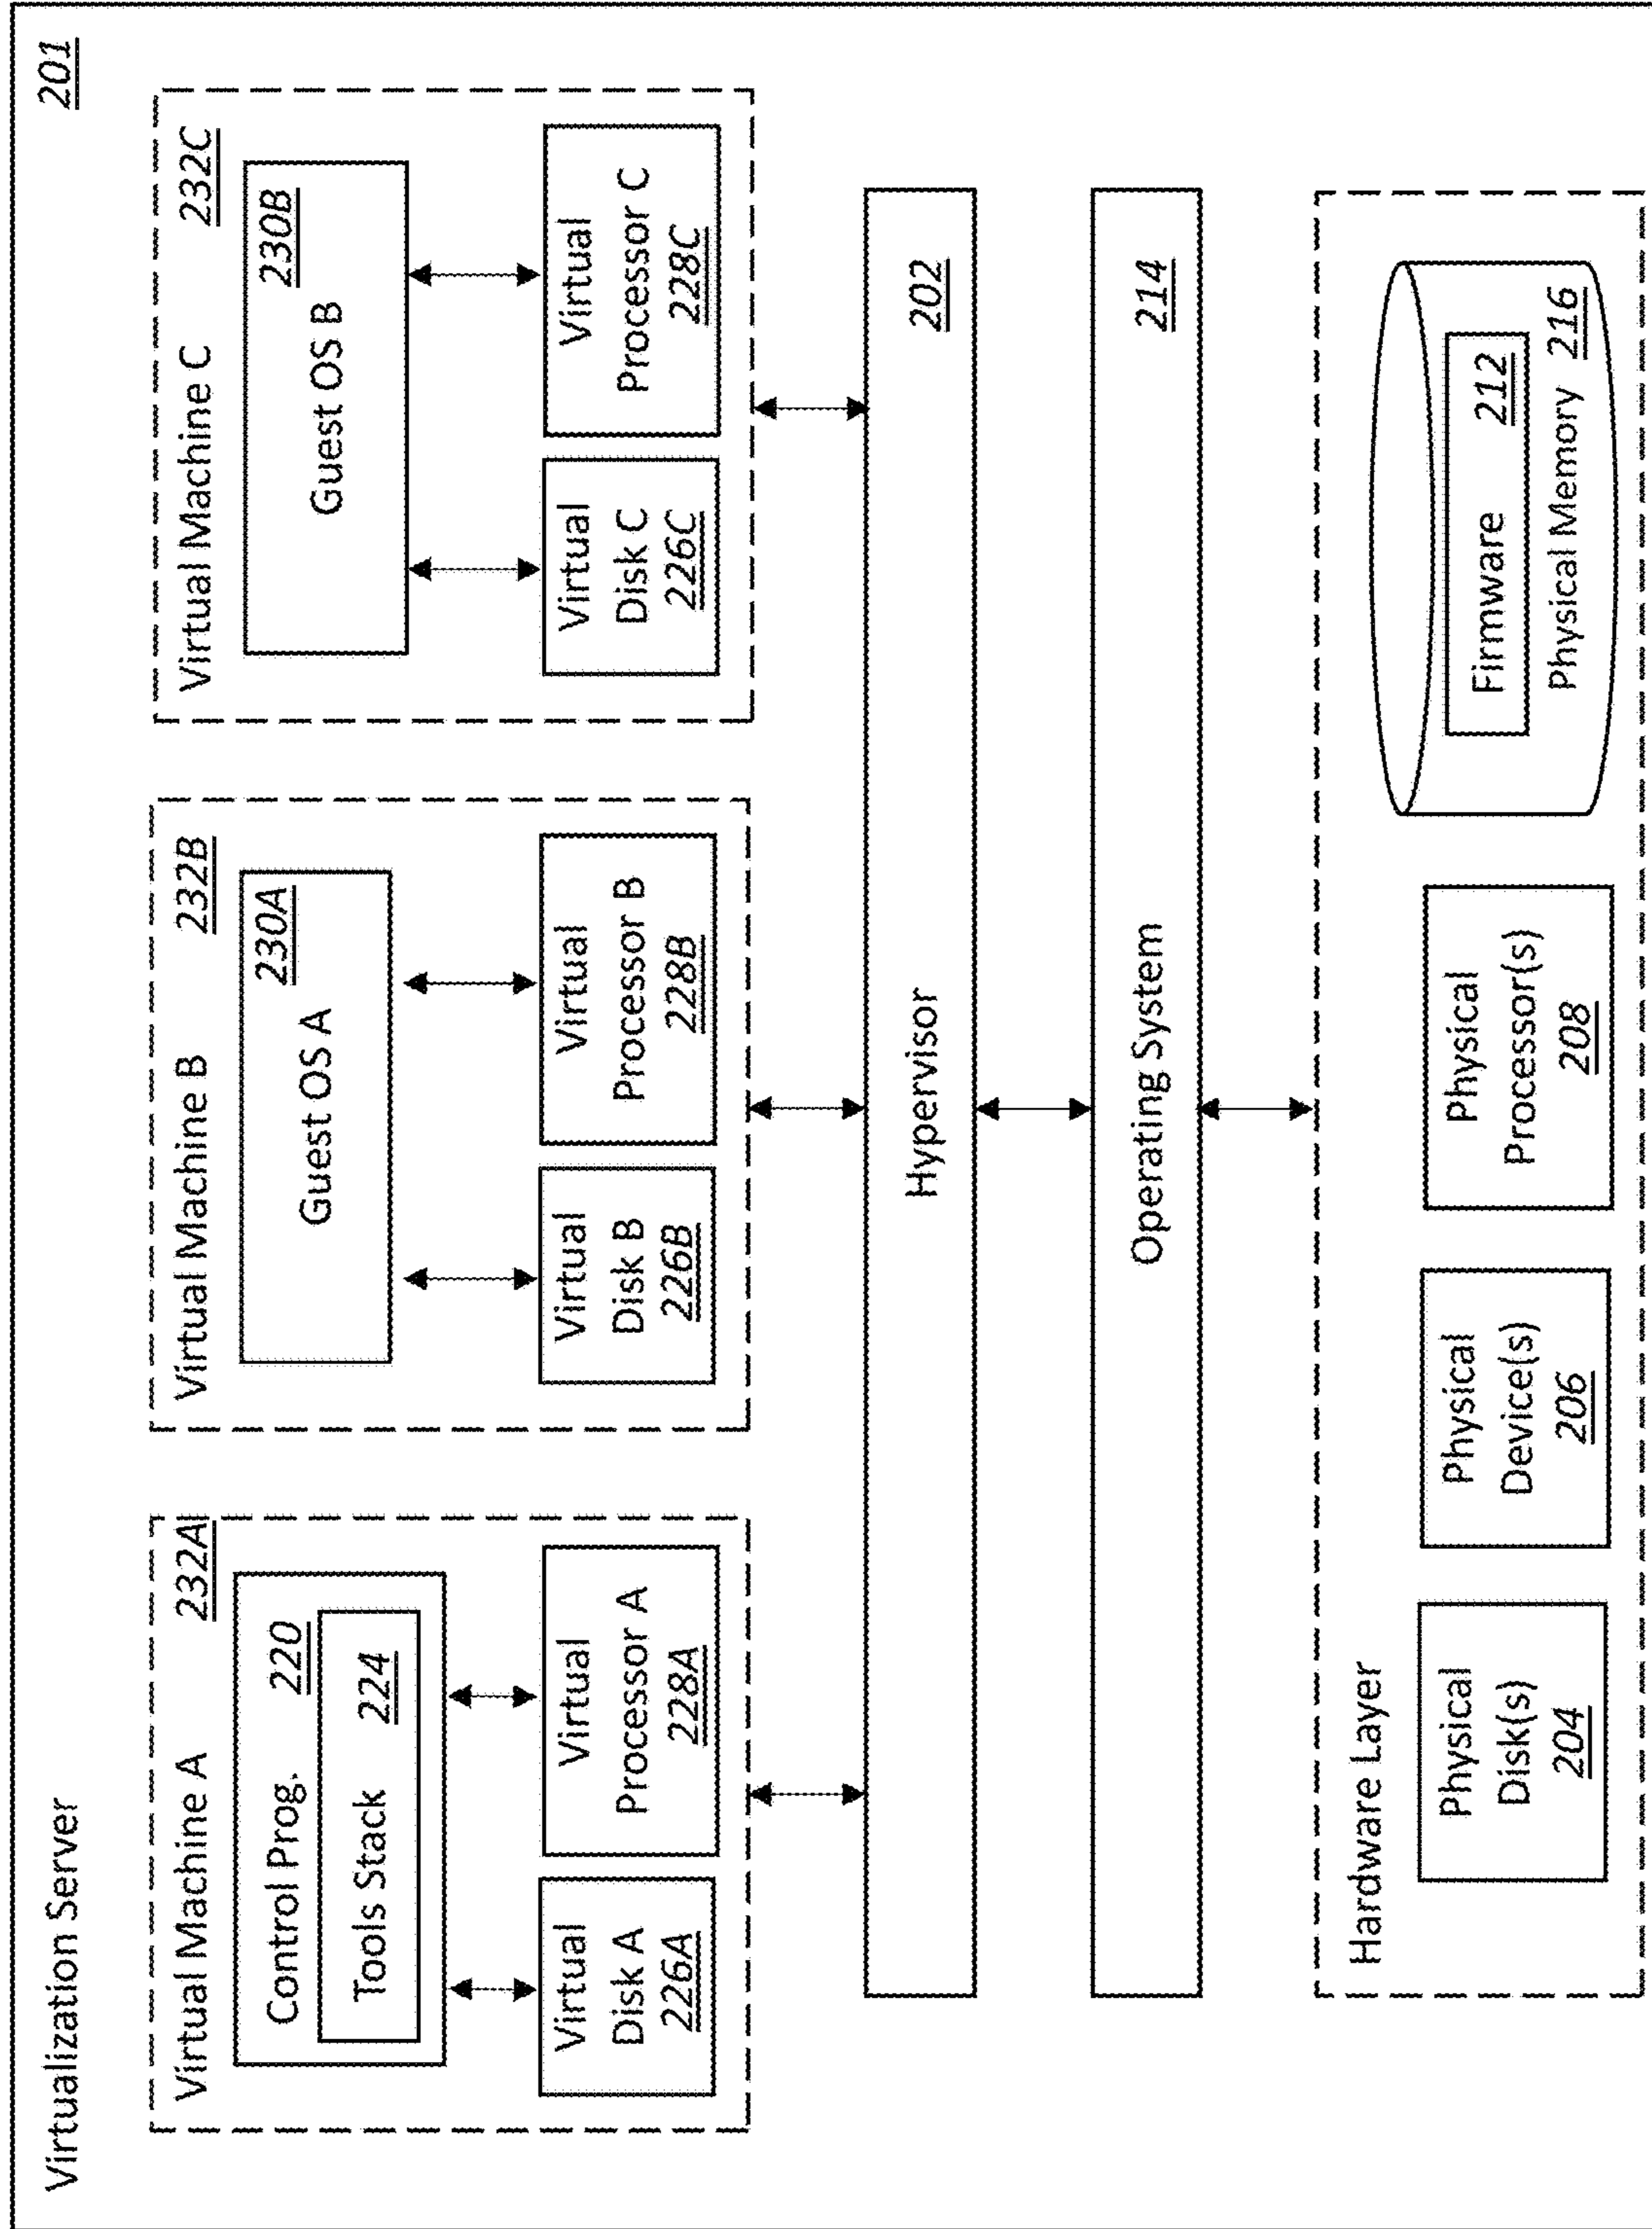 Virtualization Server
201
Virtual Machine A
232A
Control Prog.
220
Tools Stack
224
Virtual
Disk A
226A
Virtual
Processor A
228A
Virtual Machine B
232B
230A
Guest OS A
Virtual
Disk B
226B
Virtual
Processor B
228B
Virtual Machine C
232C
230B
Guest OS B
Virtual
Disk C
226C
Virtual
Processor C
228C
Hypervisor
202
Operating System
214
Hardware Layer
Physical
Disk(s)
204
Physical
Device(s)
206
Physical
Processor(s)
208
Firmware
212
Physical Memory
216